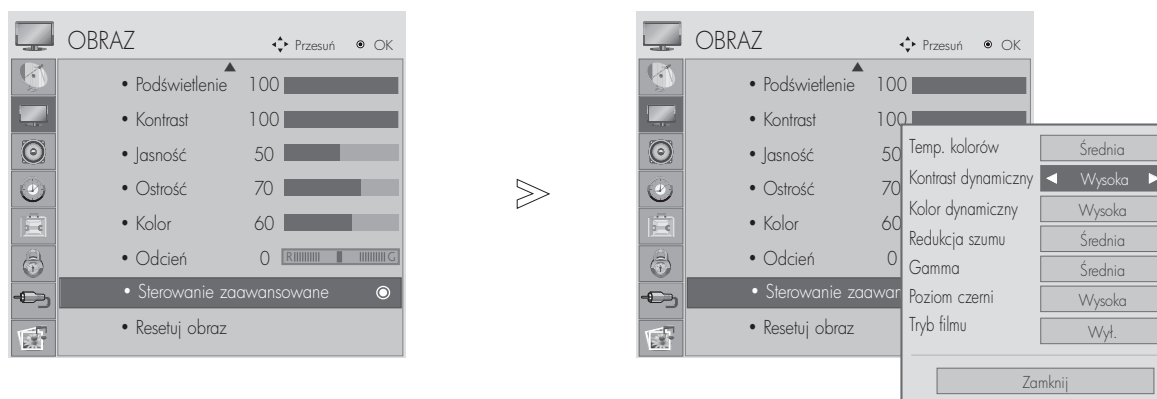 OBRAZ Przesuń OK
• Podświetlenie 100
• Kontrast 100
• Jasność 50
• Ostrość 70
• Kolor 60
• Odcień 0 R G
• Sterowanie zaawansowane
• Resetuj obraz
OBRAZ Przesuń OK
• Podświetlenie 100
• Kontrast 100
• Jasność 50
• Ostrość 70
• Kolor 60
• Odcień 0
• Sterowanie zaawan
• Resetuj obraz
Temp. kolorów Średnia
Kontrast dynamiczny Wysoka
Kolor dynamiczny Wysoka
Redukcja szumu Średnia
Gamma Średnia
Poziom czerni Wysoka
Tryb filmu Wył.
Zamknij